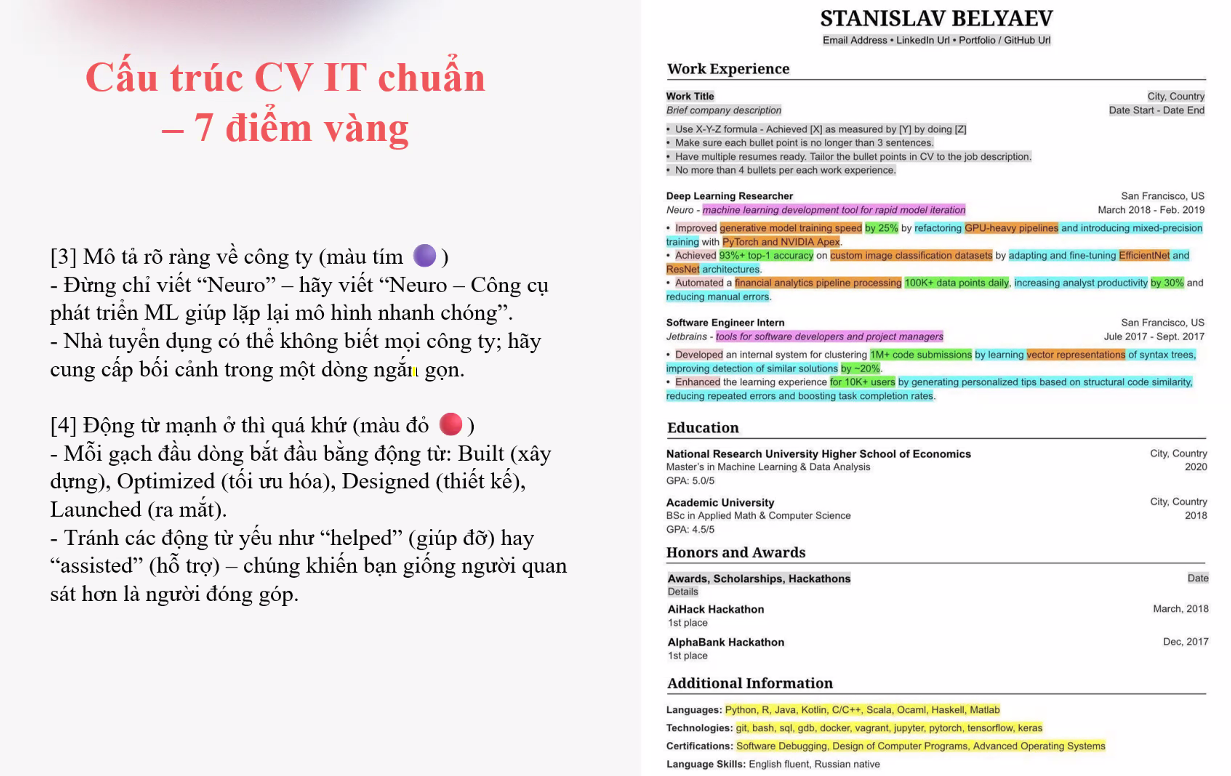 Cấu trúc CV IT chuẩn
– 7 điểm vàng
[3] Mô tả rõ ràng về công ty (màu tím 🟣 )
- Đừng chỉ viết “Neuro” – hãy viết “Neuro – Công cụ
phát triển ML giúp lặp lại mô hình nhanh chóng”.
- Nhà tuyển dụng có thể không biết mọi công ty; hãy
cung cấp bối cảnh trong một dòng ngắn gọn.
[4] Động từ mạnh ở thì quá khứ (màu đỏ 🔴 )
- Mỗi gạch đầu dòng bắt đầu bằng động từ: Built (xây
dựng), Optimized (tối ưu hóa), Designed (thiết kế),
Launched (ra mắt).
- Tránh các động từ yếu như “helped” (giúp đỡ) hay
“assisted” (hỗ trợ) – chúng khiến bạn giống người quan
sát hơn là người đóng góp.
STANISLAV BELYAEV
Email Address • LinkedIn Url • Portfolio / GitHub Url
Work Experience
Work Title City, Country
Brief company description Date Start - Date End
• Use X-Y-Z formula - Achieved [X] as measured by [Y] by doing [Z]
• Make sure each bullet point is no longer than 3 sentences.
• Have multiple resumes ready. Tailor the bullet points in CV to the job description.
• No more than 4 bullets per each work experience.
Deep Learning Researcher San Francisco, US
Neuro - machine learning development tool for rapid model iteration March 2018 - Feb. 2019
• Improved generative model training speed by 25% by refactoring GPU-heavy pipelines and introducing mixed-precision
training with PyTorch and NVIDIA Apex.
• Achieved 93%+ top-1 accuracy on custom image classification datasets by adapting and fine-tuning EfficientNet and
ResNet architectures.
• Automated a financial analytics pipeline processing 100K+ data points daily, increasing analyst productivity by 30% and
reducing manual errors.
Software Engineer Intern San Francisco, US
Jetbrains - tools for software developers and project managers Jule 2017 - Sept. 2017
• Developed an internal system for clustering 1M+ code submissions by learning vector representations of syntax trees,
improving detection of similar solutions by ~20%.
• Enhanced the learning experience for 10K+ users by generating personalized tips based on structural code similarity,
reducing repeated errors and boosting task completion rates.
Education
National Research University Higher School of Economics City, Country
Master’s in Machine Learning & Data Analysis 2020
GPA: 5.0/5
Academic University City, Country
BSc in Applied Math & Computer Science 2018
GPA: 4.5/5
Honors and Awards
Awards, Scholarships, Hackathons Date
Details
AiHack Hackathon March, 2018
1st place
AlphaBank Hackathon Dec, 2017
1st place
Additional Information
Languages: Python, R, Java, Kotlin, C/C++, Scala, Ocaml, Haskell, Matlab
Technologies: git, bash, sql, gdb, docker, vagrant, jupyter, pytorch, tensorflow, keras
Certifications: Software Debugging, Design of Computer Programs, Advanced Operating Systems
Language Skills: English fluent, Russian native